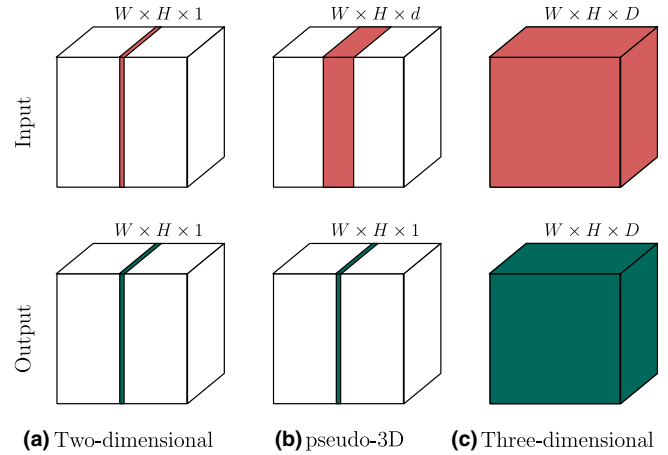 W × H × 1
W × H × d
W × H × D
Input
W × H × 1
W × H × 1
W × H × D
Output
(a) Two-dimensional
(b) pseudo-3D
(c) Three-dimensional